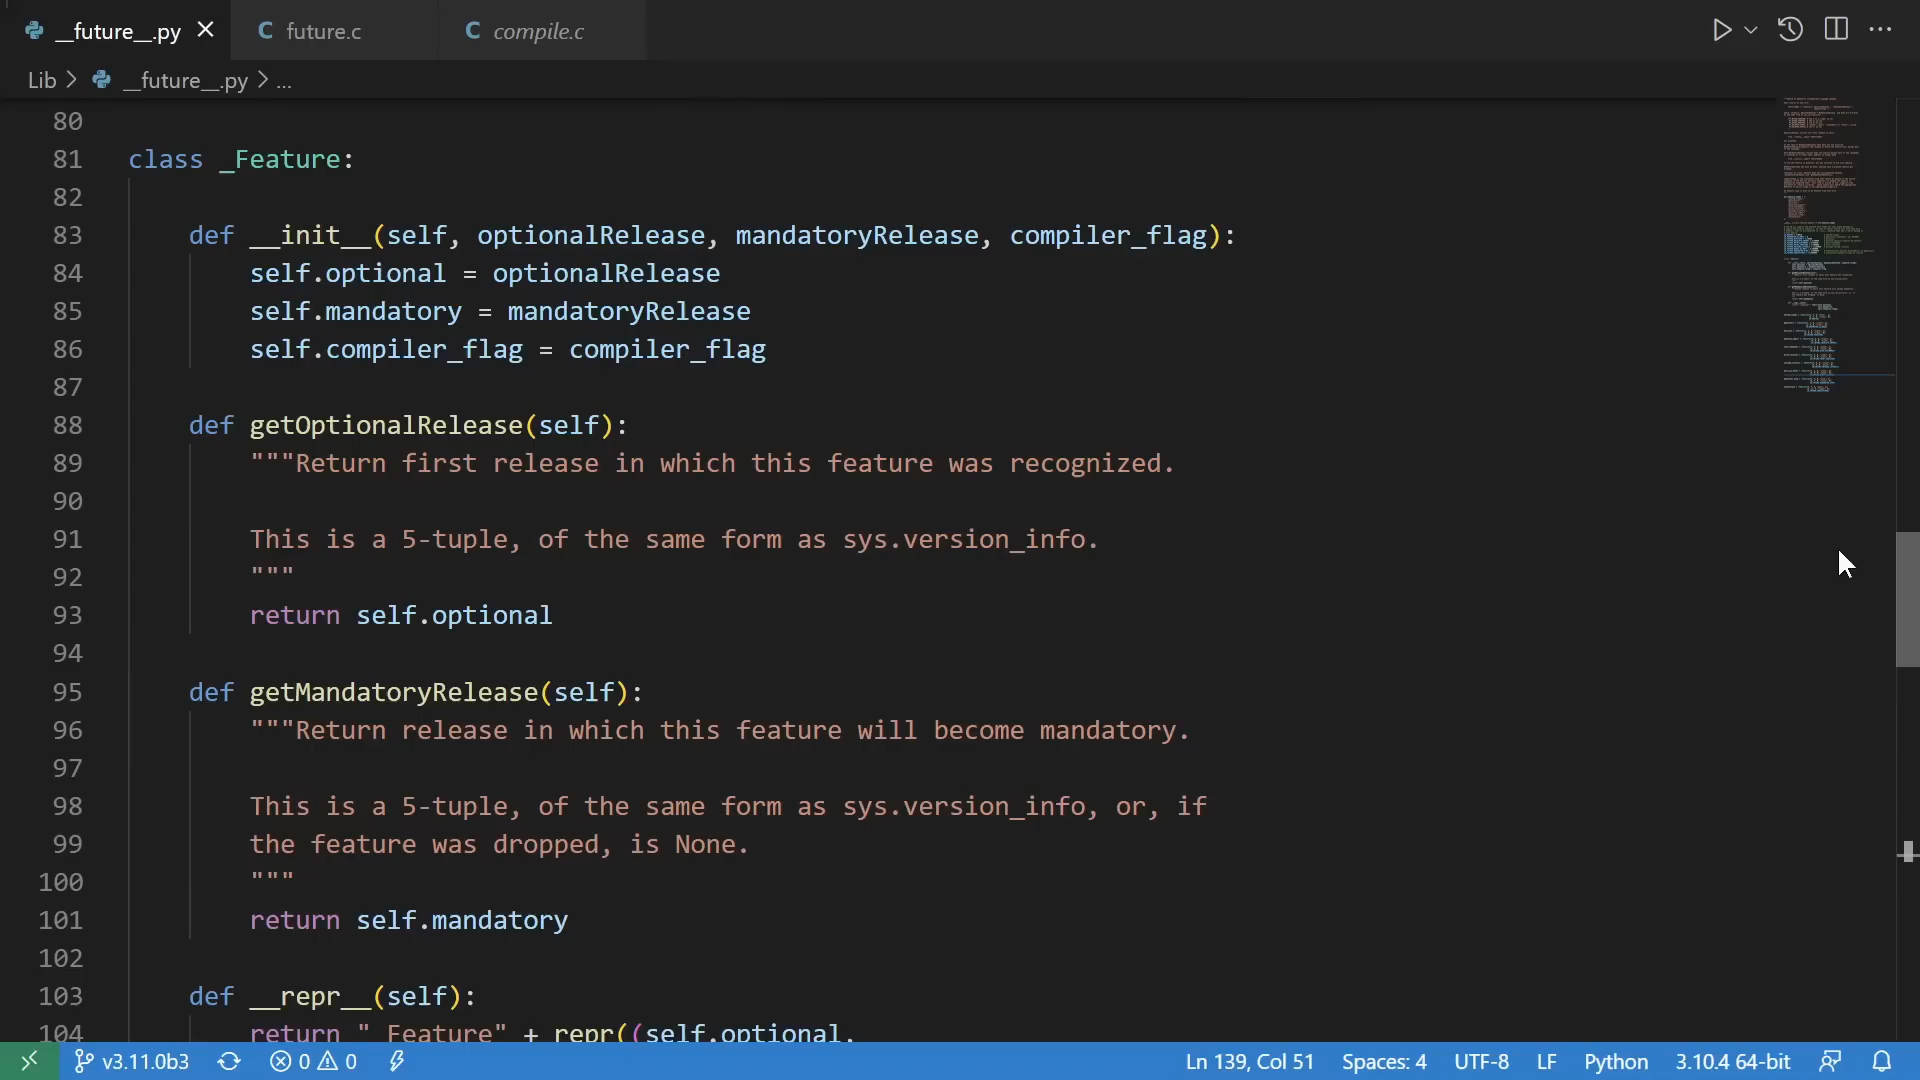 __future__.py
future.c
compile.c
Lib > __future__.py > ...
80
81 class _Feature:
82
83 def __init__(self, optionalRelease, mandatoryRelease, compiler_flag):
84 self.optional = optionalRelease
85 self.mandatory = mandatoryRelease
86 self.compiler_flag = compiler_flag
87
88 def getOptionalRelease(self):
89 """Return first release in which this feature was recognized.
90
91 This is a 5-tuple, of the same form as sys.version_info.
92 """
93 return self.optional
94
95 def getMandatoryRelease(self):
96 """Return release in which this feature will become mandatory.
97
98 This is a 5-tuple, of the same form as sys.version_info, or, if
99 the feature was dropped, is None.
100 """
101 return self.mandatory
102
103 def __repr__(self):
104 return "_Feature" + repr((self.optional,
v3.11.0b3 0 0 Ln 139, Col 51 Spaces: 4 UTF-8 LF Python 3.10.4 64-bit